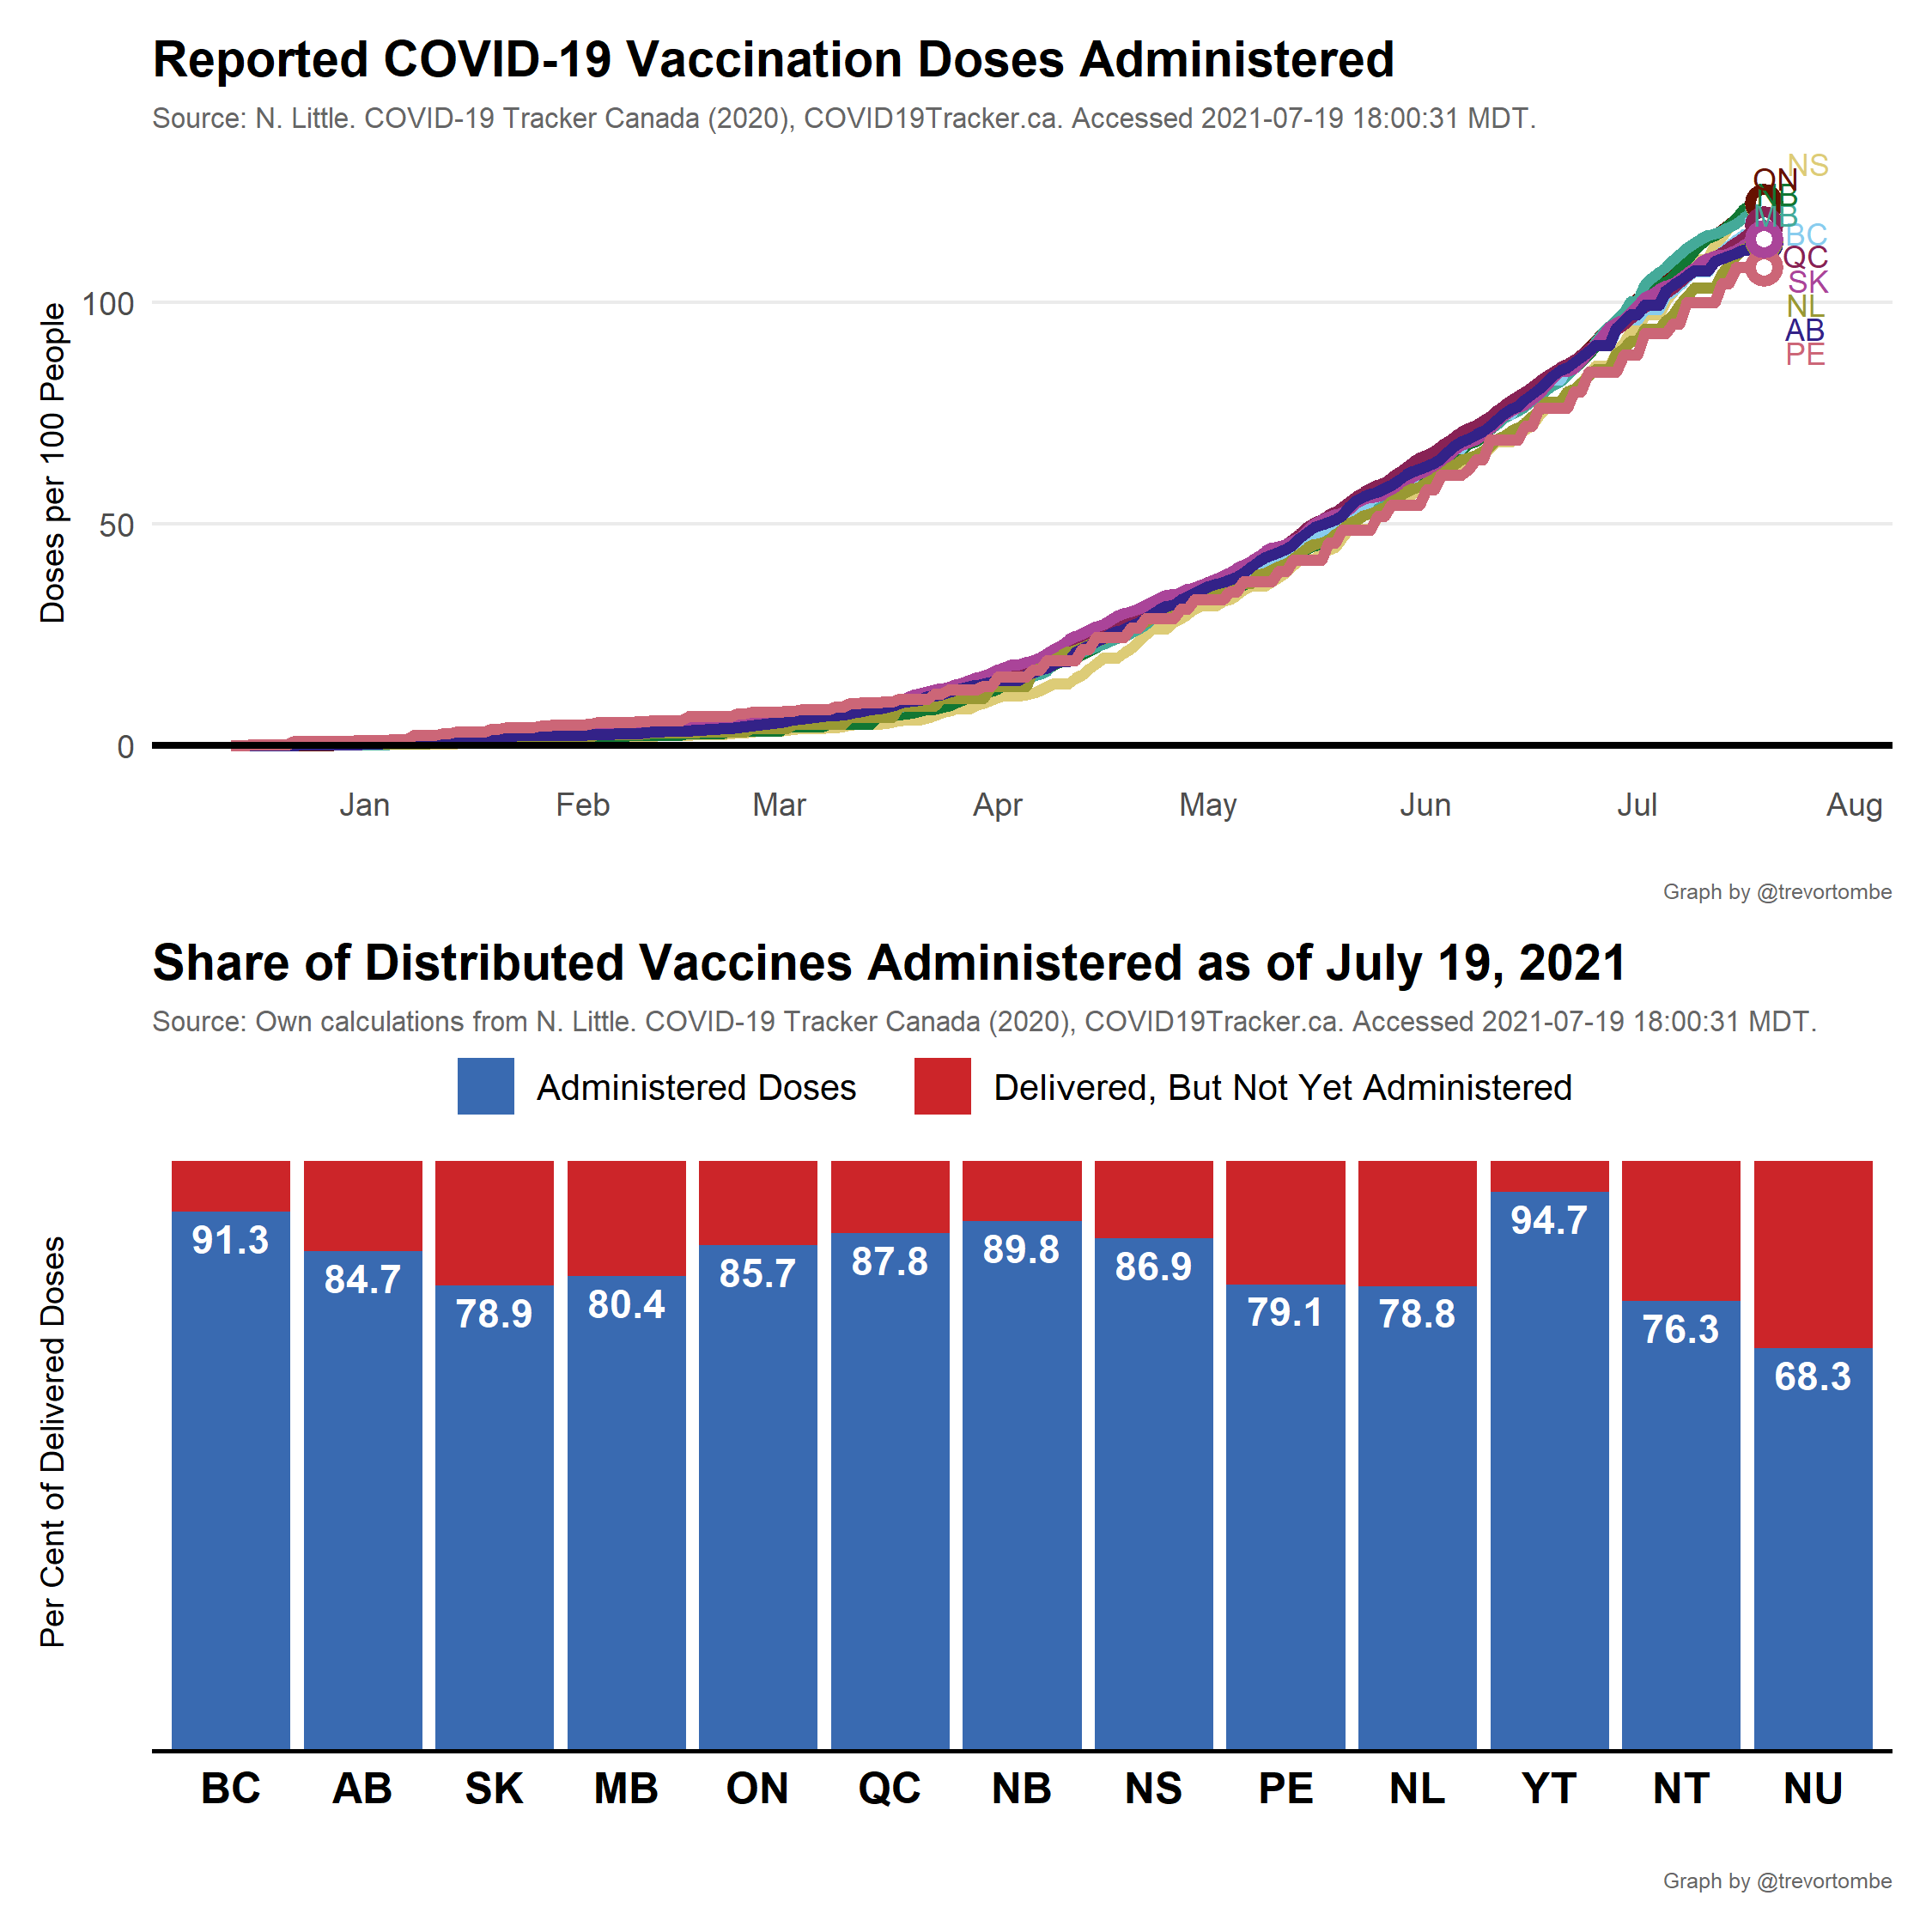 Reported COVID-19 Vaccination Doses Administered
Source: N. Little. COVID-19 Tracker Canada (2020), COVID19Tracker.ca. Accessed 2021-07-19 18:00:31 MDT.
Doses per 100 People
100
50
0
NS
ON
NB
MB
BC
QC
SK
NL
AB
PE
Jan Feb Mar Apr May Jun Jul Aug
Graph by @trevortombe
Share of Distributed Vaccines Administered as of July 19, 2021
Source: Own calculations from N. Little. COVID-19 Tracker Canada (2020), COVID19Tracker.ca. Accessed 2021-07-19 18:00:31 MDT.
Administered Doses Delivered, But Not Yet Administered
Per Cent of Delivered Doses
91.3 84.7 78.9 80.4 85.7 87.8 89.8 86.9 79.1 78.8 94.7 76.3 68.3
BC AB SK MB ON QC NB NS PE NL YT NT NU
Graph by @trevortombe